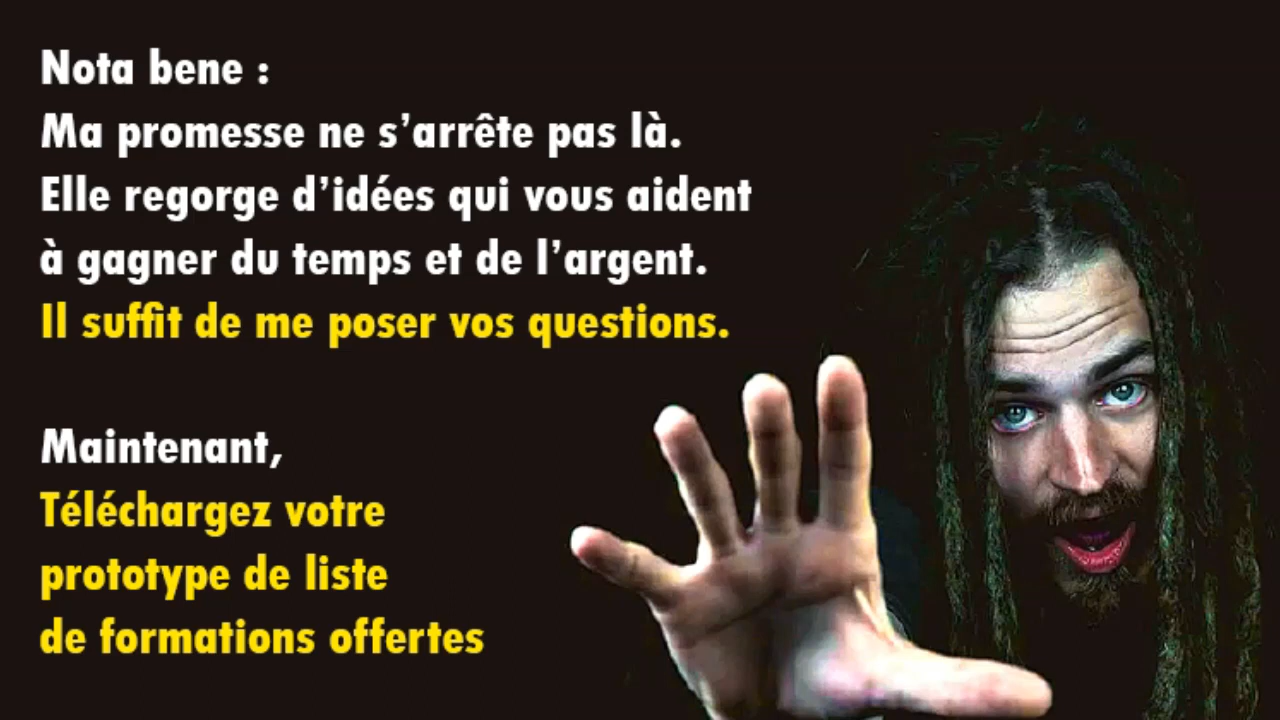 Nota bene :
Ma promesse ne s’arrête pas là.
Elle regorge d’idées qui vous aident
à gagner du temps et de l’argent.
Il suffit de me poser vos questions.
Maintenant,
Téléchargez votre
prototype de liste
de formations offertes